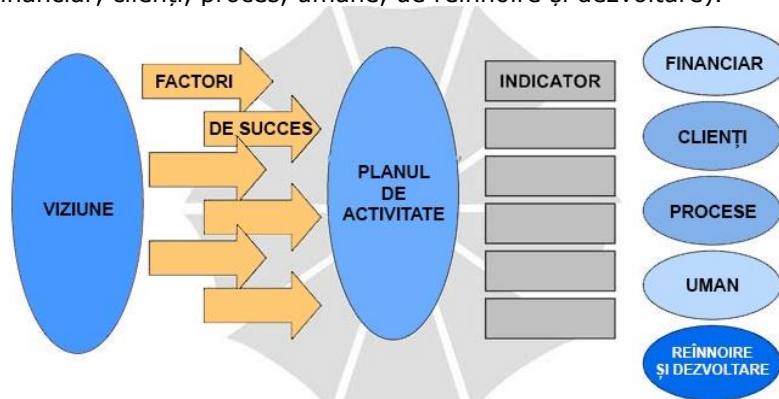 financiar, clienți, proces, umane, de reînnoire și dezvoltare).
FACTORI
DE SUCCES
VIZIUNE
PLANUL
DE
ACTIVITATE
INDICATOR
FINANCIAR
CLIENȚI
PROCESE
UMAN
REÎNNOIRE
ȘI DEZVOLTARE